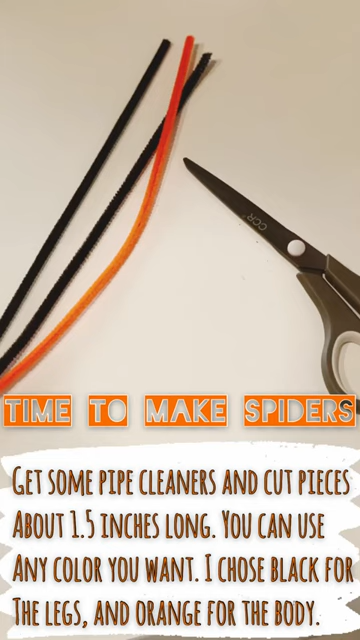 CCR
TIME TO MAKE SPIDERS
Get some pipe cleaners and cut pieces
About 1.5 inches long. You can use
Any color you want. I chose black for
The legs, and orange for the body.